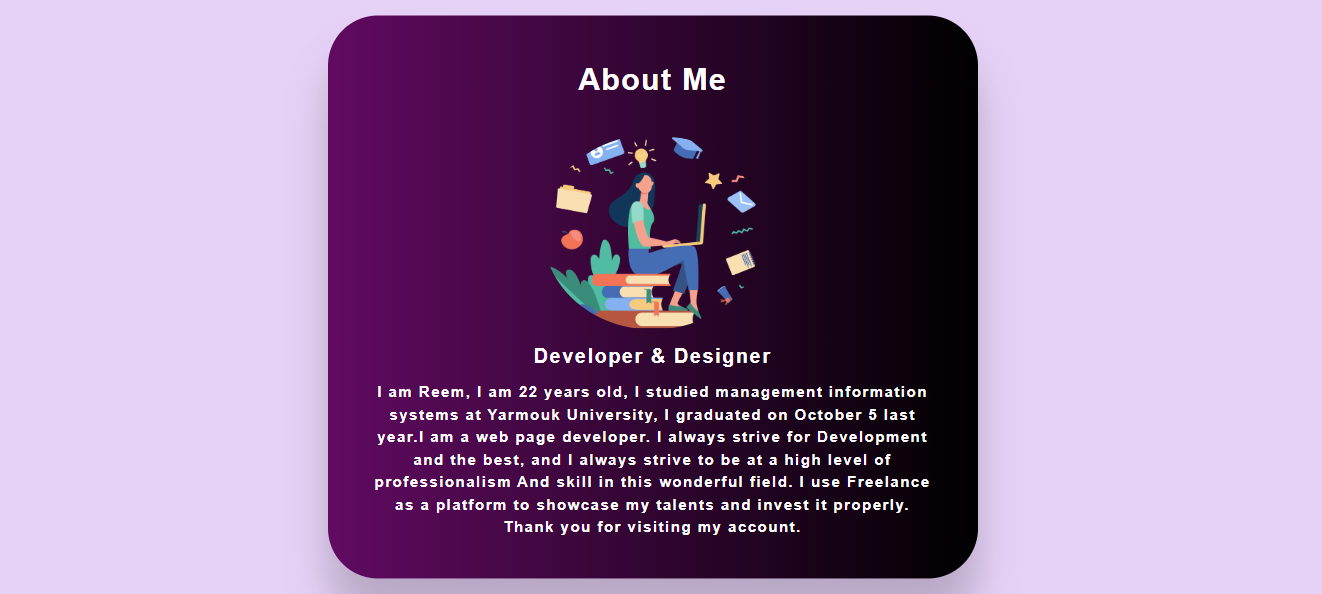 About Me
Developer & Designer
I am Reem, I am 22 years old, I studied management information
systems at Yarmouk University, I graduated on October 5 last
year.I am a web page developer. I always strive for Development
and the best, and I always strive to be at a high level of
professionalism And skill in this wonderful field. I use Freelance
as a platform to showcase my talents and invest it properly.
Thank you for visiting my account.